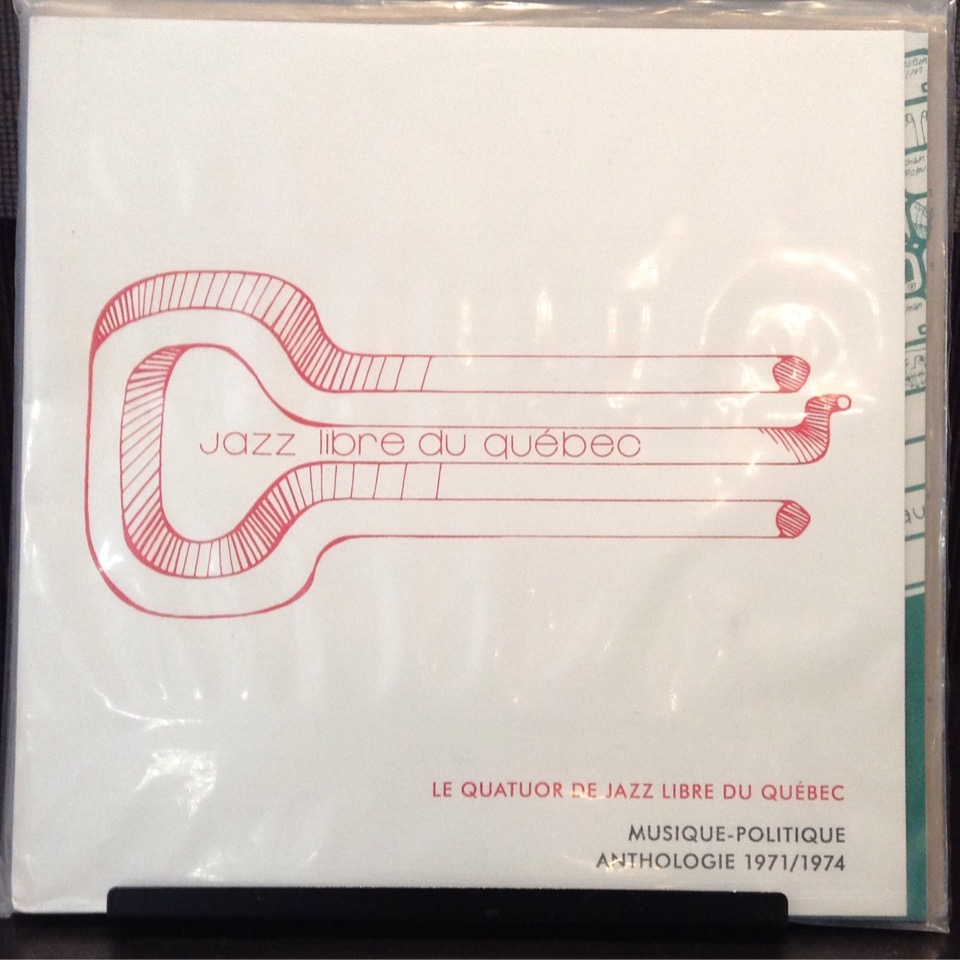 jazz libre du québec
LE QUATUOR DE JAZZ LIBRE DU QUÉBEC
MUSIQUE-POLITIQUE
ANTHOLOGIE 1971/1974